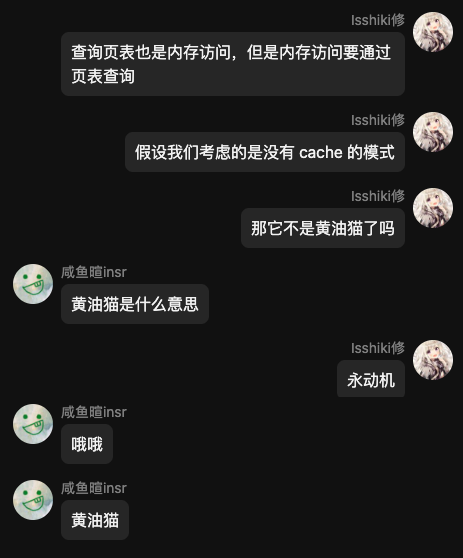 Isshiki修
查询页表也是内存访问，但是内存访问要通过
页表查询
Isshiki修
假设我们考虑的是没有 cache 的模式
Isshiki修
那它不是黄油猫了吗
咸鱼暄insr
黄油猫是什么意思
Isshiki修
永动机
咸鱼暄insr
哦哦
咸鱼暄insr
黄油猫